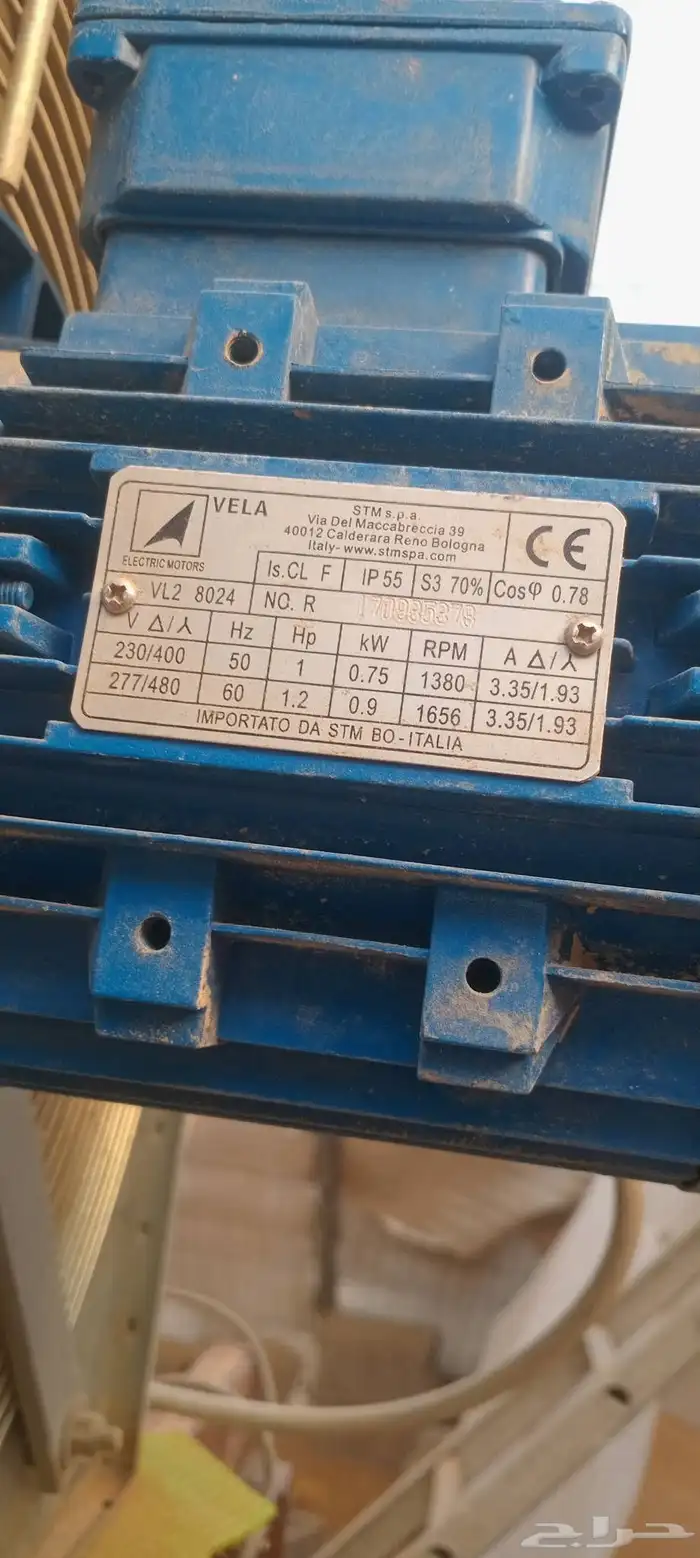 VELA
ELECTRIC MOTORS
STM s.p.a.
Via Del Maccabreccia 39
40012 Calderara Reno Bologna
Italy- www.stmspa.com
CE
Is.CL F IP 55 S3 70% Cosφ 0.78
VL2 8024 NO. R 170935379
V Δ/⅄ Hz Hp kW RPM A Δ/⅄
230/400 50 1 0.75 1380 3.35/1.93
277/480 60 1.2 0.9 1656 3.35/1.93
IMPORTATO DA STM BO-ITALIA
حراج